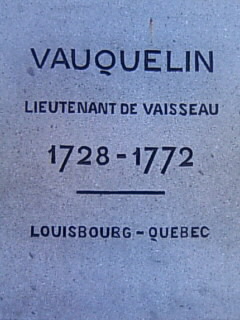 VAUQUELIN
LIEUTENANT DE VAISSEAU
1728-1772
LOUISBOURG-QUEBEC